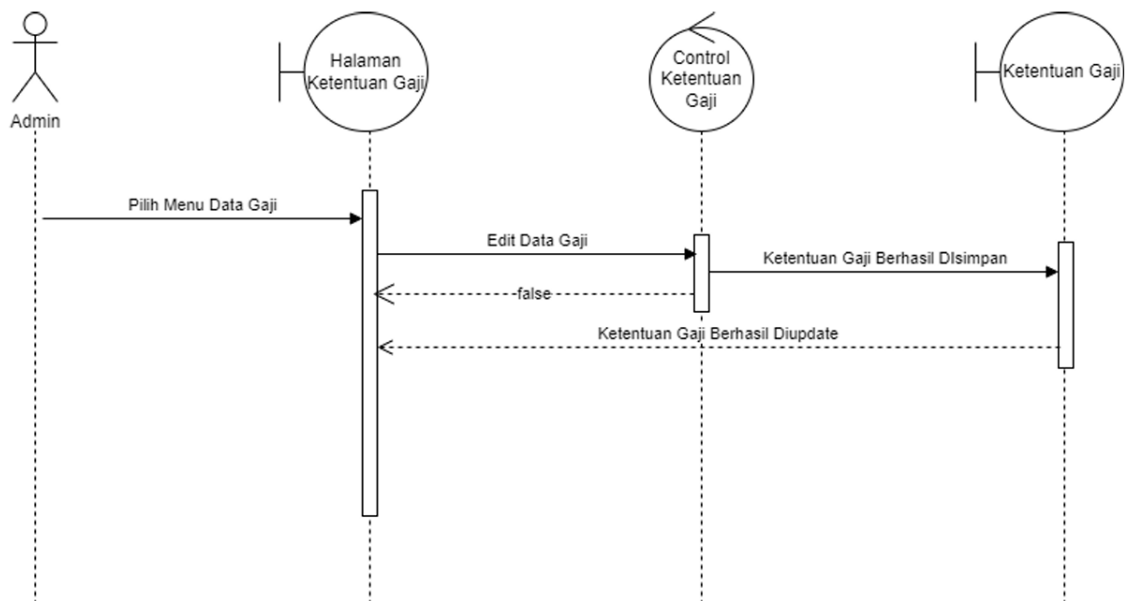 Halaman
Ketentuan Gaji
Control
Ketentuan
Gaji
Ketentuan Gaji
Admin
Pilih Menu Data Gaji
Edit Data Gaji
Ketentuan Gaji Berhasil DIsimpan
false
Ketentuan Gaji Berhasil Diupdate